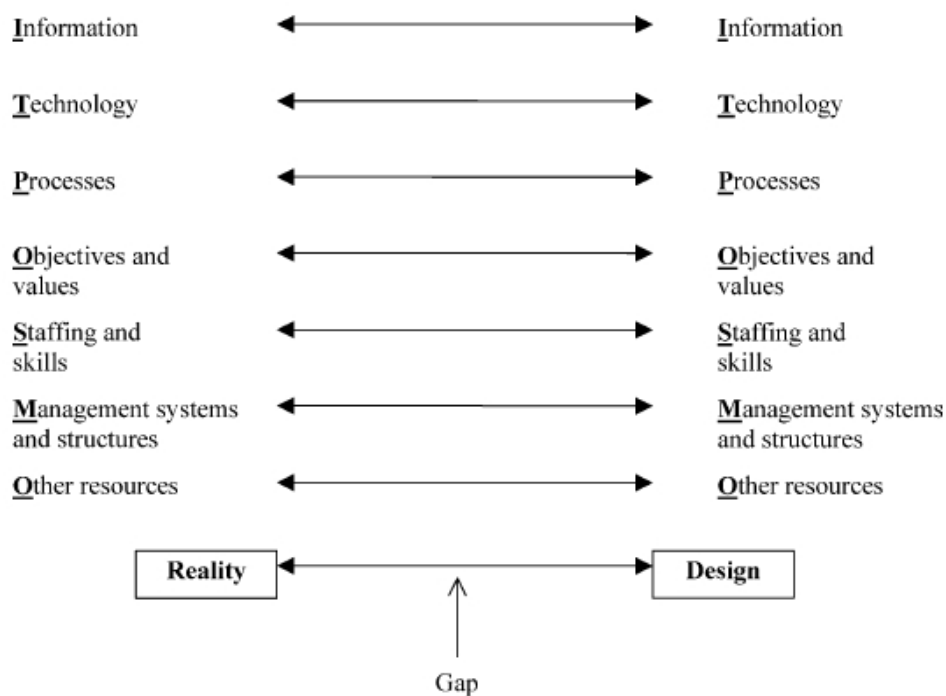 Information Information
Technology Technology
Processes Processes
Objectives and Objectives and
values values
Staffing and Staffing and
skills skills
Management systems Management systems
and structures and structures
Other resources Other resources
Reality Design
Gap